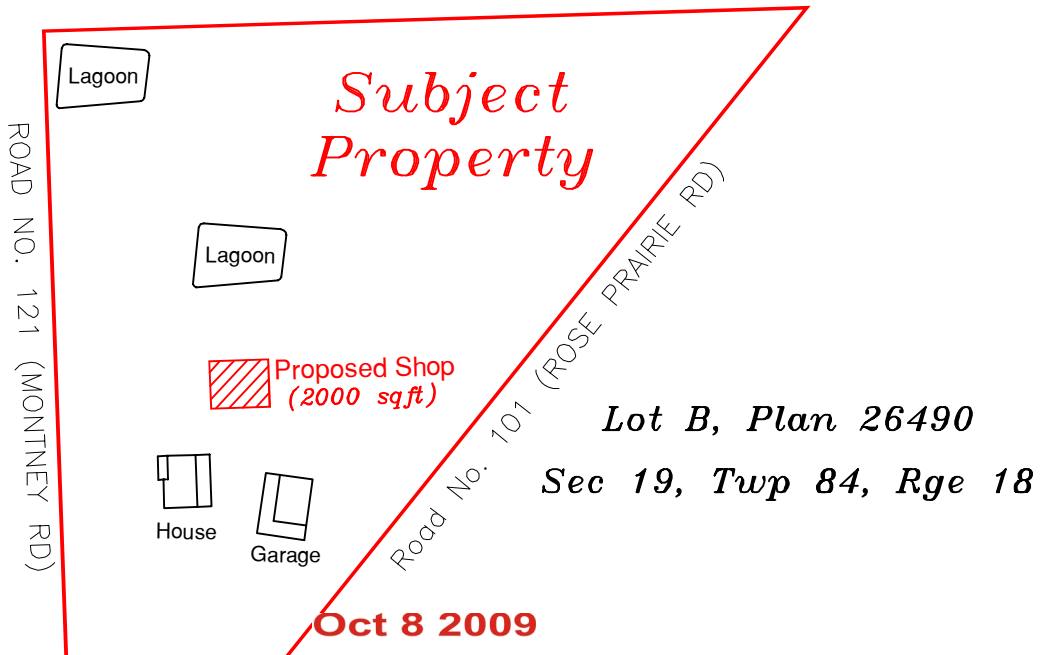 Lagoon
Subject
Property
ROAD NO. 121 (MONTNEY RD)
Lagoon
Road No. 101 (ROSE PRAIRIE RD)
Proposed Shop
(2000 sqft)
Lot B, Plan 26490
Sec 19, Twp 84, Rge 18
House
Garage
Oct 8 2009